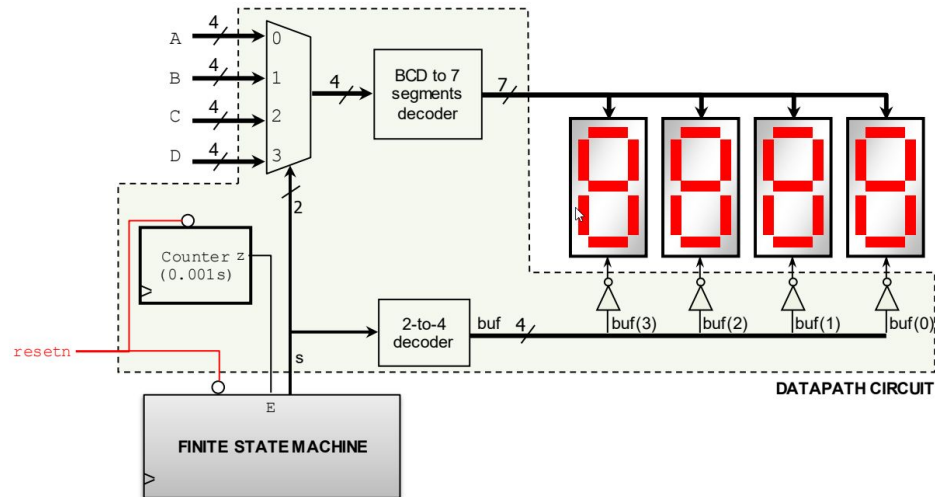 A
4
0
B
4
1
C
4
2
D
4
3
4
BCD to 7
segments
decoder
7
2
Counter
(0.001s)
z
resetn
s
2-to-4
decoder
buf
4
buf(3)
buf(2)
buf(1)
buf(0)
DATAPATH CIRCUIT
E
FINITE STATE MACHINE